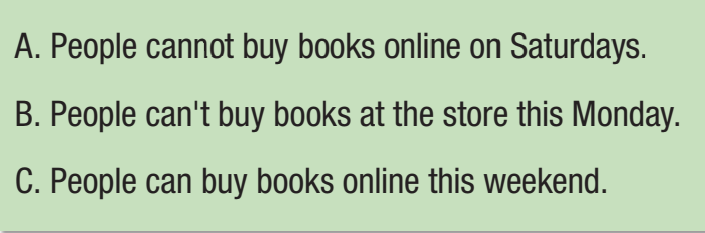 A. People cannot buy books online on Saturdays.
B. People can't buy books at the store this Monday.
C. People can buy books online this weekend.